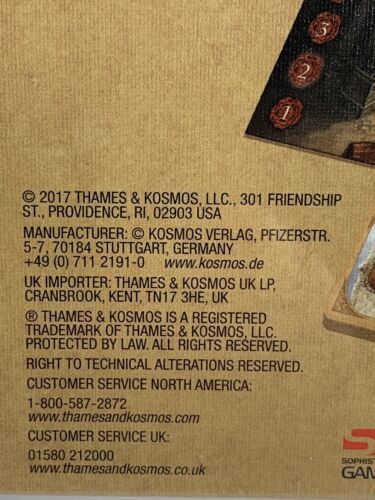 3
2
1
© 2017 THAMES & KOSMOS, LLC., 301 FRIENDSHIP
ST., PROVIDENCE, RI, 02903 USA
MANUFACTURER: © KOSMOS VERLAG, PFIZERSTR.
5-7, 70184 STUTTGART, GERMANY
+49 (0) 711 2191-0 www.kosmos.de
UK IMPORTER: THAMES & KOSMOS UK LP,
CRANBROOK, KENT, TN17 3HE, UK
® THAMES & KOSMOS IS A REGISTERED
TRADEMARK OF THAMES & KOSMOS, LLC.
PROTECTED BY LAW. ALL RIGHTS RESERVED.
RIGHT TO TECHNICAL ALTERATIONS RESERVED.
CUSTOMER SERVICE NORTH AMERICA:
1-800-587-2872
www.thamesandkosmos.com
CUSTOMER SERVICE UK:
01580 212000
www.thamesandkosmos.co.uk
SOPHIST
GAM